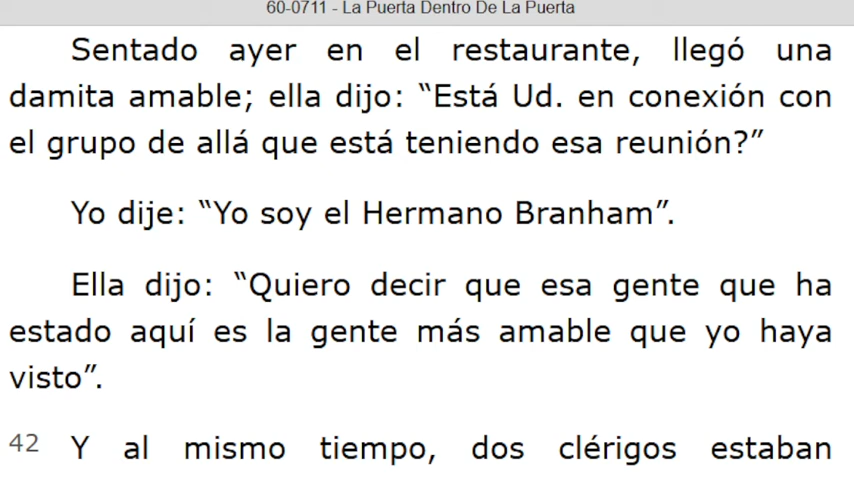 60-0711 - La Puerta Dentro De La Puerta
Sentado ayer en el restaurante, llegó una
damita amable; ella dijo: “Está Ud. en conexión con
el grupo de allá que está teniendo esa reunión?”
Yo dije: “Yo soy el Hermano Branham”.
Ella dijo: “Quiero decir que esa gente que ha
estado aquí es la gente más amable que yo haya
visto”.
42 Y al mismo tiempo, dos clérigos estaban